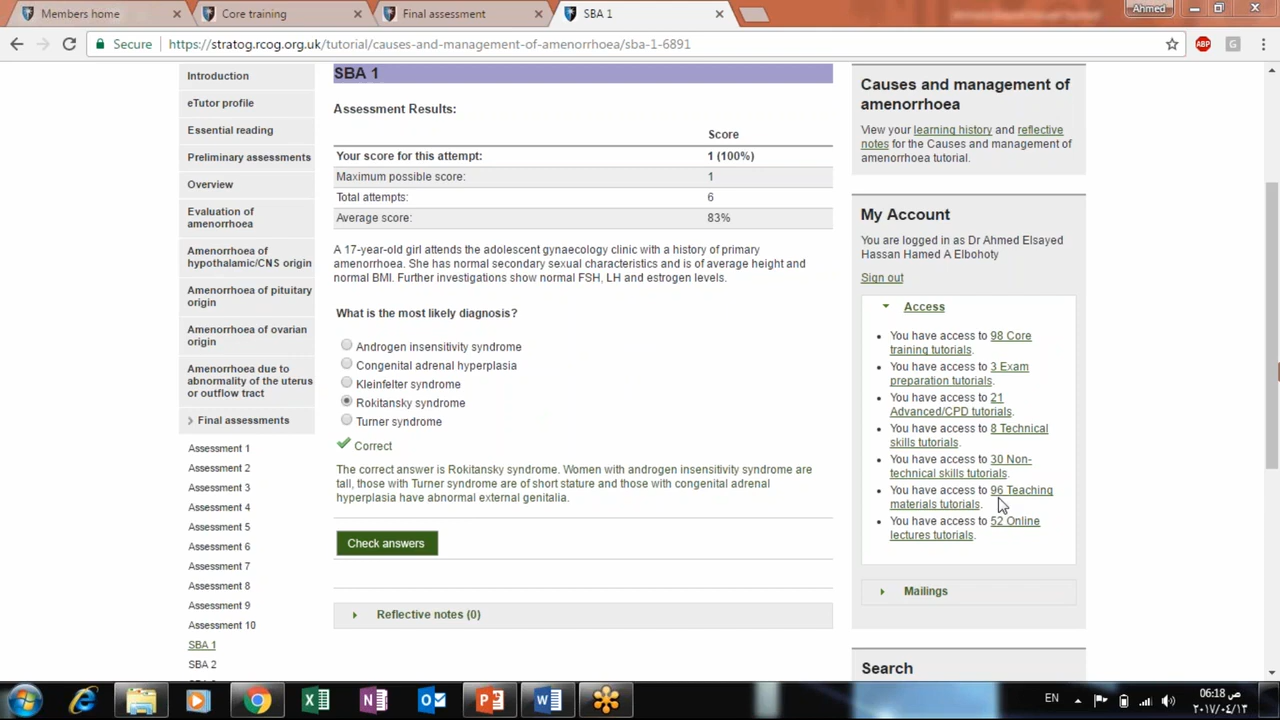 Members home
Core training
Final assessment
SBA 1
Ahmed
Secure
https://stratog.rcog.org.uk/tutorial/causes-and-management-of-amenorrhoea/sba-1-6891
ABP
G
Introduction
eTutor profile
Essential reading
Preliminary assessments
Overview
Evaluation of
amenorrhoea
Amenorrhoea of
hypothalamic/CNS origin
Amenorrhoea of pituitary
origin
Amenorrhoea of ovarian
origin
Amenorrhoea due to
abnormality of the uterus
or outflow tract
Final assessments
Assessment 1
Assessment 2
Assessment 3
Assessment 4
Assessment 5
Assessment 6
Assessment 7
Assessment 8
Assessment 9
Assessment 10
SBA 1
SBA 2
SBA 1
Assessment Results:
Score
Your score for this attempt: 1 (100%)
Maximum possible score: 1
Total attempts: 6
Average score: 83%
A 17-year-old girl attends the adolescent gynaecology clinic with a history of primary
amenorrhoea. She has normal secondary sexual characteristics and is of average height and
normal BMI. Further investigations show normal FSH, LH and estrogen levels.
What is the most likely diagnosis?
Androgen insensitivity syndrome
Congenital adrenal hyperplasia
Kleinfelter syndrome
Rokitansky syndrome
Turner syndrome
Correct
The correct answer is Rokitansky syndrome. Women with androgen insensitivity syndrome are
tall, those with Turner syndrome are of short stature and those with congenital adrenal
hyperplasia have abnormal external genitalia.
Check answers
Reflective notes (0)
Causes and management of
amenorrhoea
View your learning history and reflective
notes for the Causes and management of
amenorrhoea tutorial.
My Account
You are logged in as Dr Ahmed Elsayed
Hassan Hamed A Elbohoty
Sign out
Access
You have access to 98 Core
training tutorials.
You have access to 3 Exam
preparation tutorials.
You have access to 21
Advanced/CPD tutorials.
You have access to 8 Technical
skills tutorials.
You have access to 30 Non-
technical skills tutorials.
You have access to 96 Teaching
materials tutorials.
You have access to 52 Online
lectures tutorials.
Mailings
Search
EN
06:18 ص
٢٠١٧/٠٤/١٣